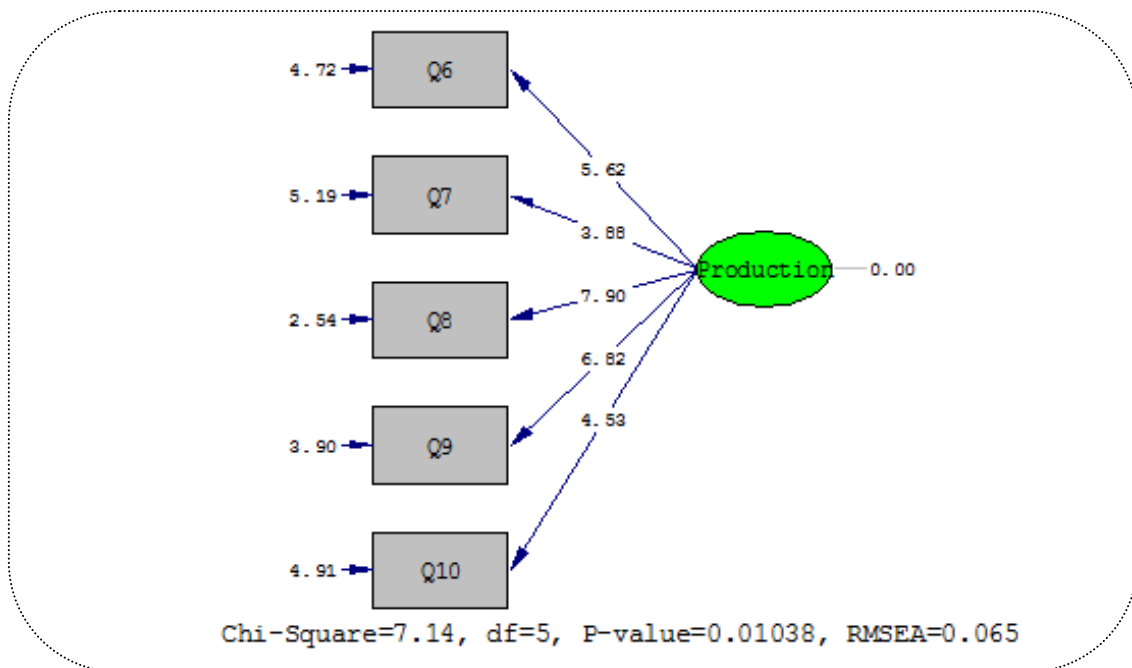 4.72 Q6
5.62
5.19 Q7
3.88
Production 0.00
7.90
2.54 Q8
6.82
4.53
3.90 Q9
4.91 Q10
Chi-Square=7.14, df=5, P-value=0.01038, RMSEA=0.065